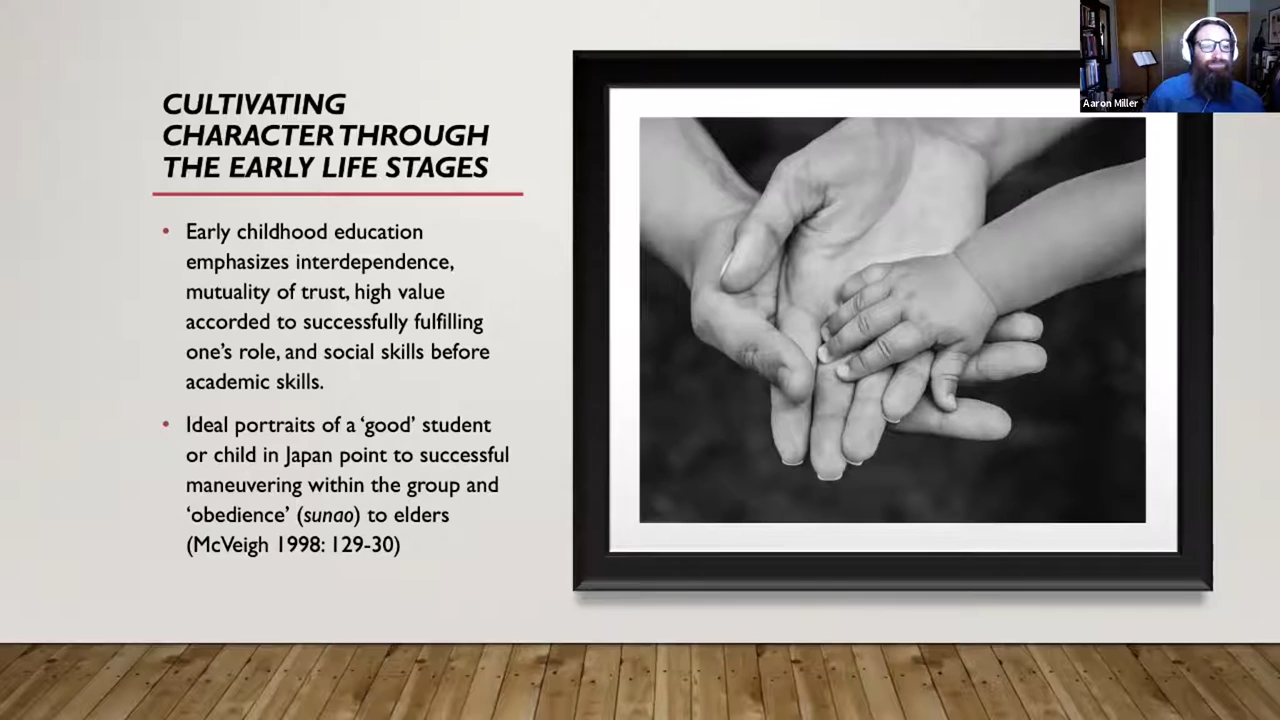 CULTIVATING
CHARACTER THROUGH
THE EARLY LIFE STAGES
• Early childhood education
emphasizes interdependence,
mutuality of trust, high value
accorded to successfully fulfilling
one's role, and social skills before
academic skills.
• Ideal portraits of a 'good' student
or child in Japan point to successful
maneuvering within the group and
'obedience' (sunao) to elders
(McVeigh 1998: 129-30)
Aaron Miller